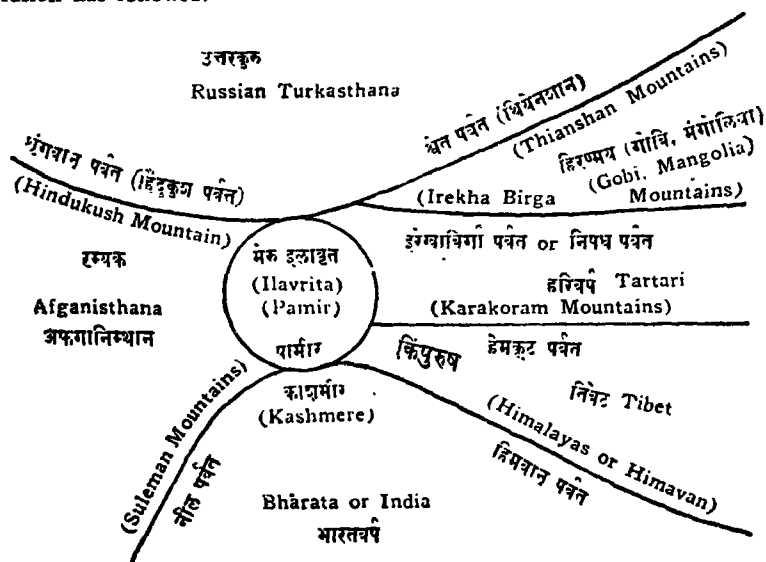 उत्तरकुरु
Russian Turkasthana
श्वेत पर्वत (थियेनशान)
(Thianshan Mountains)
हिरण्मय (गोबि, मंगोलिया)
(Gobi, Mangolia)
शृंगवान पर्वत (हिंदूकुश पर्वत)
(Hindukush Mountain)
(Irekha Birga Mountains)
मेरु इलावृत
(Ilavrita)
(Pamir)
पामीर
पर्वत or निषध पर्वत
रम्यक
Afganisthana
अफगानिस्थान
हरिवर्ष Tartari
(Karakoram Mountains)
किंपुरुष
हेमकूट पर्वत
काश्मीर
(Kashmere)
तिबेट Tibet
(Himalayas or Himavan)
हिमवान् पर्वत
(Suleman Mountains)
नील पर्वत
Bhārata or India
भारतवर्ष